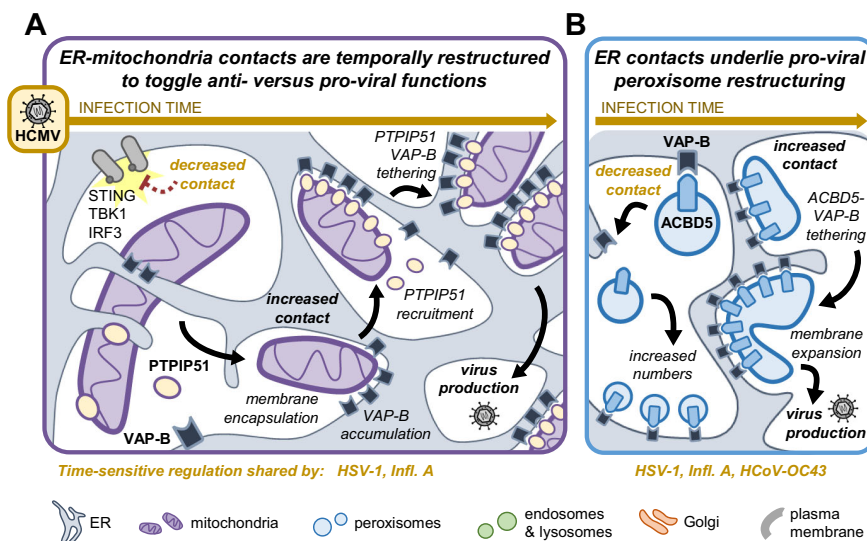 A
ER-mitochondria contacts are temporally restructured
to toggle anti- versus pro-viral functions
HCMV
INFECTION TIME
STING
TBK1
IRF3
decreased
contact
PTPIP51
VAP-B
tethering
PTPIP51
recruitment
increased
contact
PTPIP51
VAP-B
membrane
encapsulation
VAP-B
accumulation
virus
production
Time-sensitive regulation shared by: HSV-1, Infl. A
B
ER contacts underlie pro-viral
peroxisome restructuring
INFECTION TIME
VAP-B
decreased
contact
ACBD5
increased
contact
ACBD5-
VAP-B
tethering
increased
numbers
membrane
expansion
virus
production
HSV-1, Infl. A, HCoV-OC43
ER
mitochondria
peroxisomes
endosomes
& lysosomes
Golgi
plasma
membrane